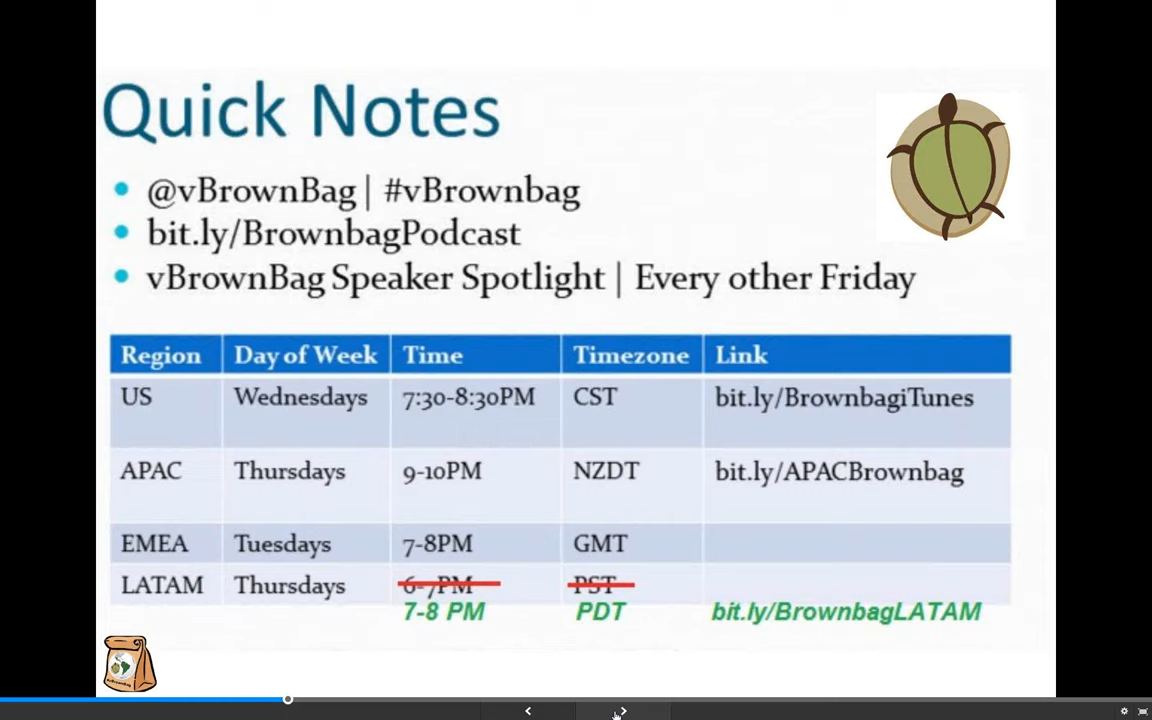 Quick Notes
@vBrownBag | #vBrownbag
bit.ly/BrownbagPodcast
vBrownBag Speaker Spotlight | Every other Friday
Region Day of Week Time Timezone Link
US Wednesdays 7:30-8:30PM CST bit.ly/BrownbagiTunes
APAC Thursdays 9-10PM NZDT bit.ly/APACBrownbag
EMEA Tuesdays 7-8PM GMT
LATAM Thursdays 6-7PM PST
7-8 PM PDT bit.ly/BrownbagLATAM